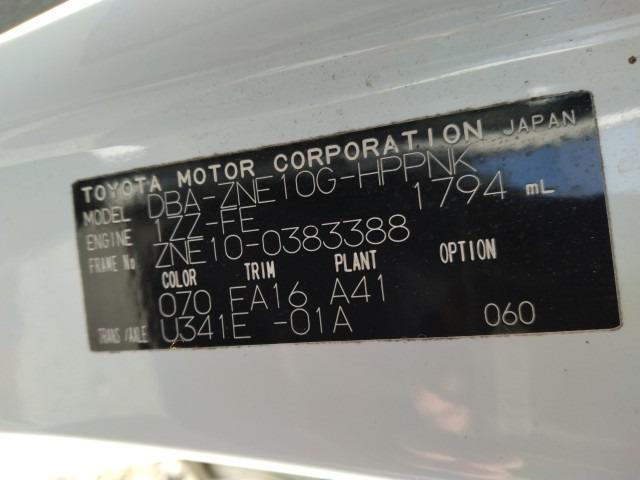 TOYOTA MOTOR CORPORATION JAPAN
MODEL DBA-ZNE10G-HPPNK
ENGINE 1ZZ-FE 1794 mL
FRAME No ZNE10-0383388
COLOR TRIM PLANT OPTION
070 FA16 A41
TRANS/AXLE U341E -01A 060